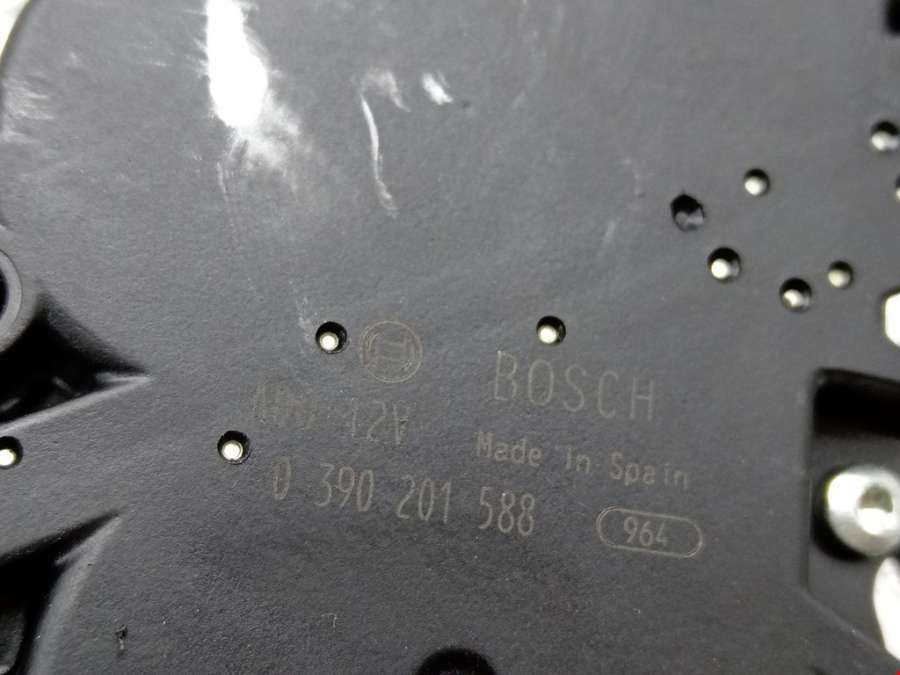 BOSCH
12V
Made in Spain
0 390 201 588
964